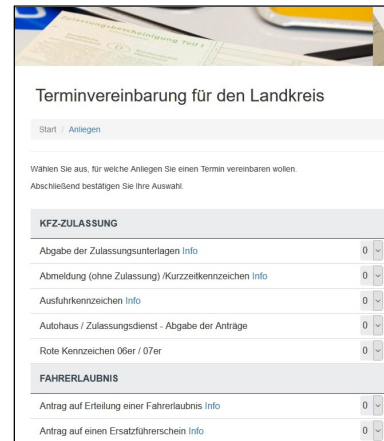 Zulassungsbescheinigung Teil I
Terminvereinbarung für den Landkreis
Start / Anliegen
Wählen Sie aus, für welche Anliegen Sie einen Termin vereinbaren wollen.
Abschließend bestätigen Sie Ihre Auswahl.
KFZ-ZULASSUNG
Abgabe der Zulassungsunterlagen Info 0
Abmeldung (ohne Zulassung) /Kurzzeitkennzeichen Info 0
Ausfuhrkennzeichen Info 0
Autohaus / Zulassungsdienst - Abgabe der Anträge 0
Rote Kennzeichen 06er / 07er 0
FAHRERLAUBNIS
Antrag auf Erteilung einer Fahrerlaubnis Info 0
Antrag auf einen Ersatzführerschein Info 0